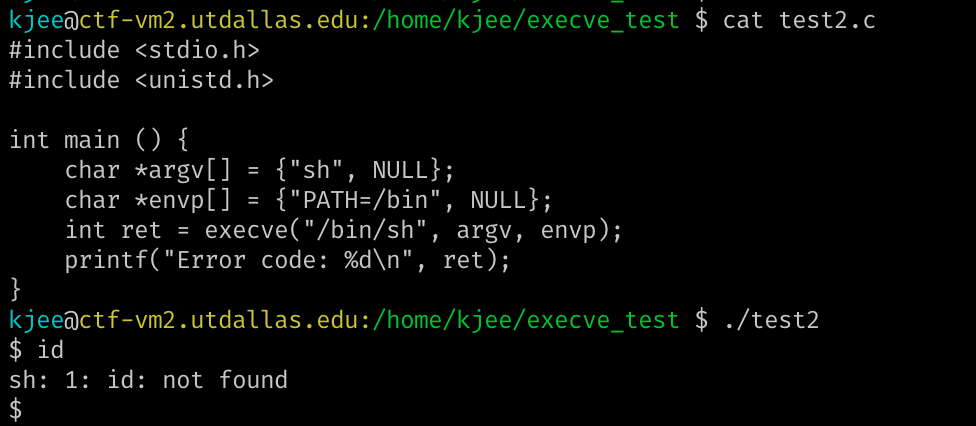 kjee@ctf-vm2.utdallas.edu:/home/kjee/execve_test $ cat test2.c
#include <stdio.h>
#include <unistd.h>
int main () {
    char *argv[] = {"sh", NULL};
    char *envp[] = {"PATH=/bin", NULL};
    int ret = execve("/bin/sh", argv, envp);
    printf("Error code: %d\n", ret);
}
kjee@ctf-vm2.utdallas.edu:/home/kjee/execve_test $ ./test2
$ id
sh: 1: id: not found
$